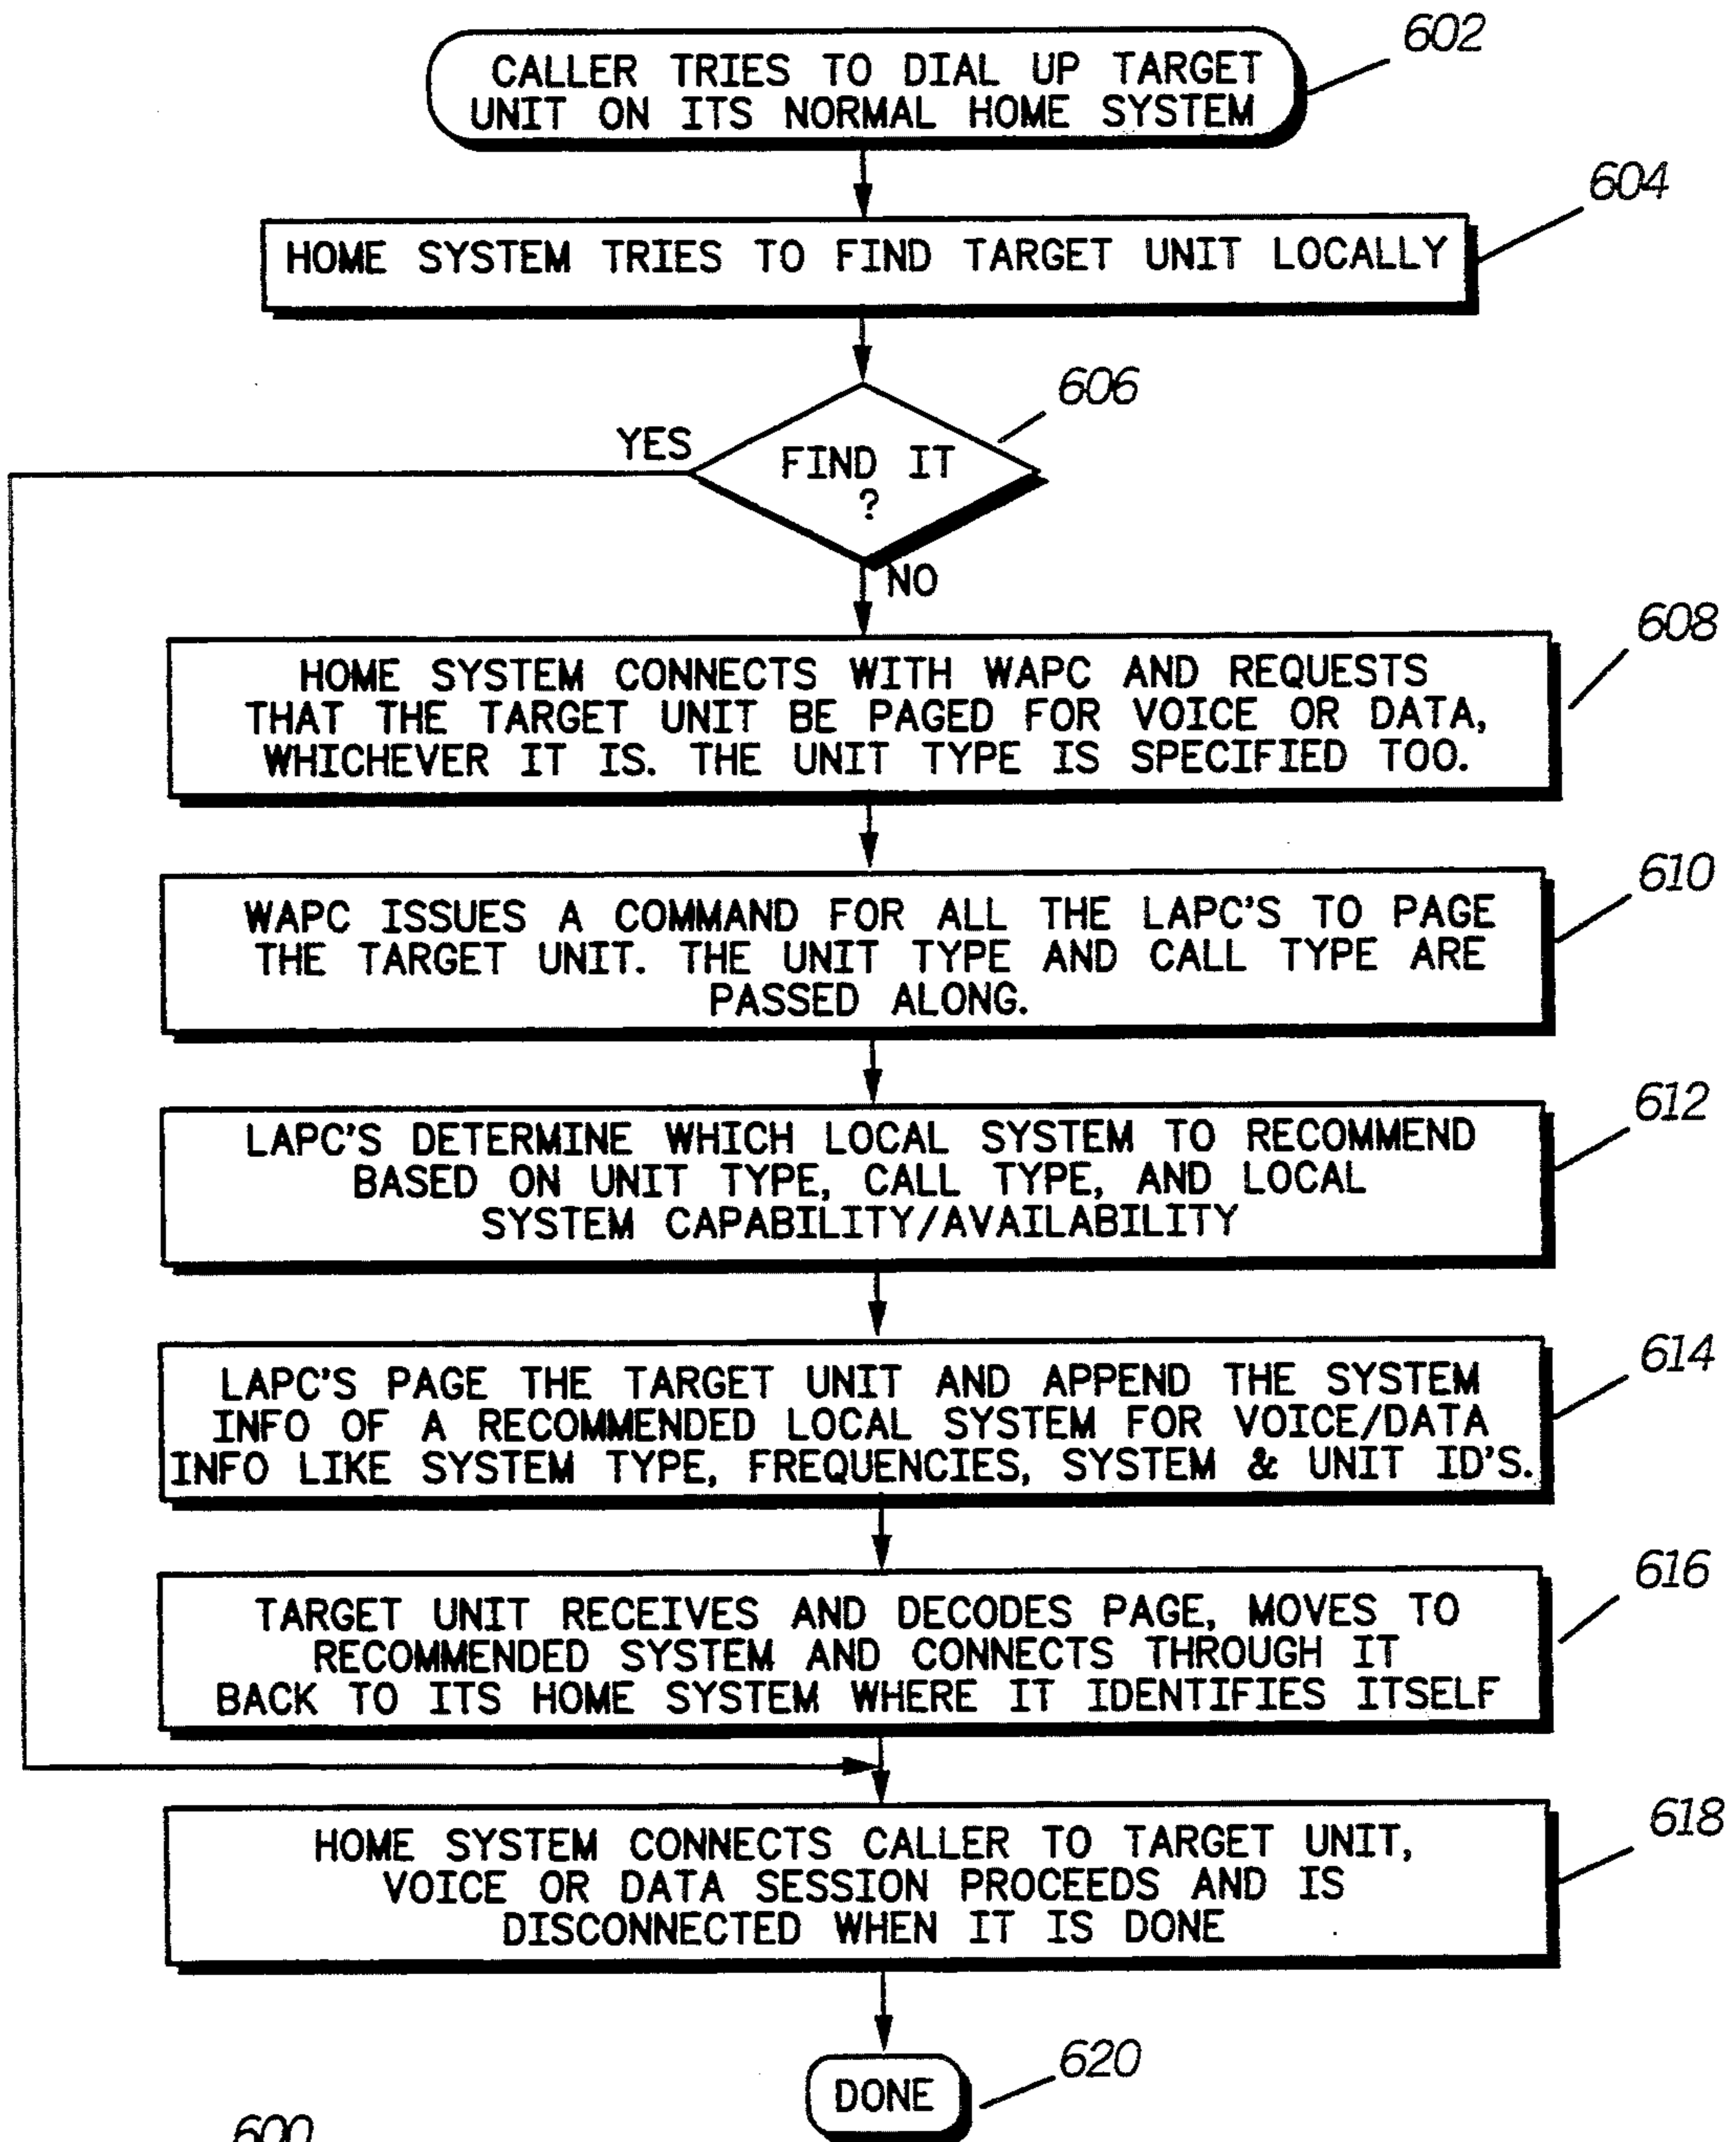 602
CALLER TRIES TO DIAL UP TARGET
UNIT ON ITS NORMAL HOME SYSTEM
604
HOME SYSTEM TRIES TO FIND TARGET UNIT LOCALLY
606
YES
FIND IT
?
NO
608
HOME SYSTEM CONNECTS WITH WAPC AND REQUESTS
THAT THE TARGET UNIT BE PAGED FOR VOICE OR DATA,
WHICHEVER IT IS. THE UNIT TYPE IS SPECIFIED TOO.
610
WAPC ISSUES A COMMAND FOR ALL THE LAPC'S TO PAGE
THE TARGET UNIT. THE UNIT TYPE AND CALL TYPE ARE
PASSED ALONG.
612
LAPC'S DETERMINE WHICH LOCAL SYSTEM TO RECOMMEND
BASED ON UNIT TYPE, CALL TYPE, AND LOCAL
SYSTEM CAPABILITY/AVAILABILITY
614
LAPC'S PAGE THE TARGET UNIT AND APPEND THE SYSTEM
INFO OF A RECOMMENDED LOCAL SYSTEM FOR VOICE/DATA
INFO LIKE SYSTEM TYPE, FREQUENCIES, SYSTEM & UNIT ID'S.
616
TARGET UNIT RECEIVES AND DECODES PAGE, MOVES TO
RECOMMENDED SYSTEM AND CONNECTS THROUGH IT
BACK TO ITS HOME SYSTEM WHERE IT IDENTIFIES ITSELF
618
HOME SYSTEM CONNECTS CALLER TO TARGET UNIT,
VOICE OR DATA SESSION PROCEEDS AND IS
DISCONNECTED WHEN IT IS DONE
620
DONE
600